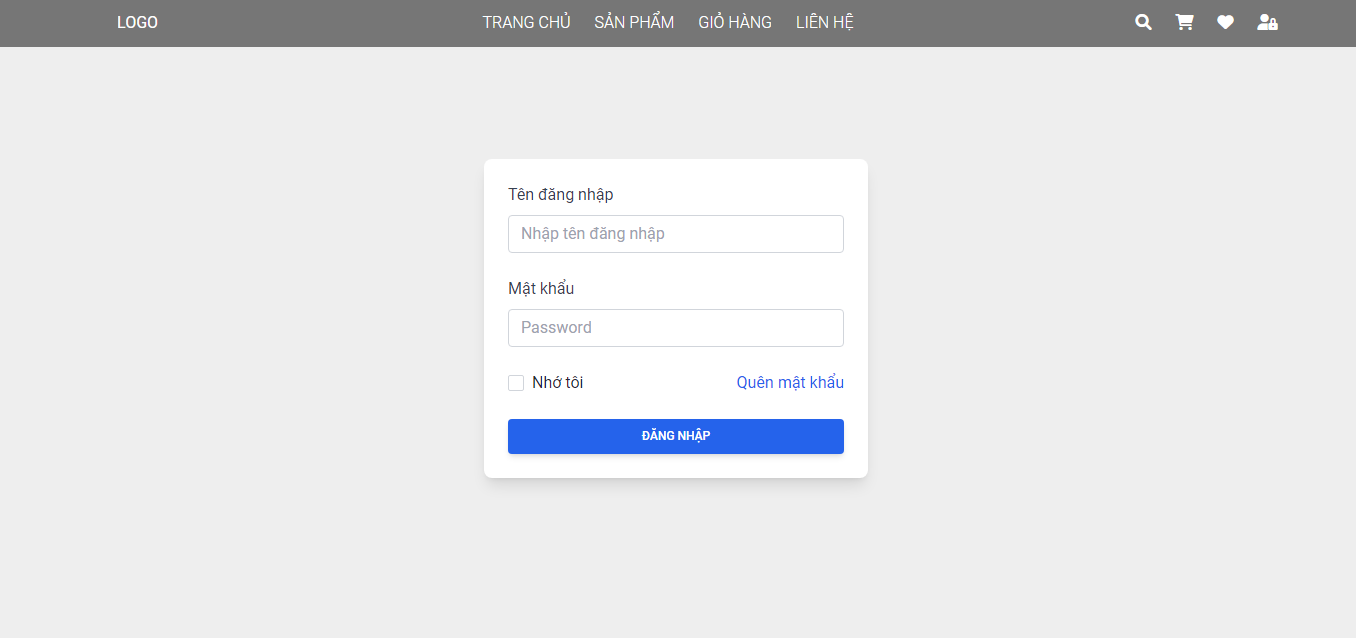 LOGO TRANG CHỦ SẢN PHẨM GIỎ HÀNG LIÊN HỆ
Tên đăng nhập
Nhập tên đăng nhập
Mật khẩu
Password
Nhớ tôi Quên mật khẩu
ĐĂNG NHẬP